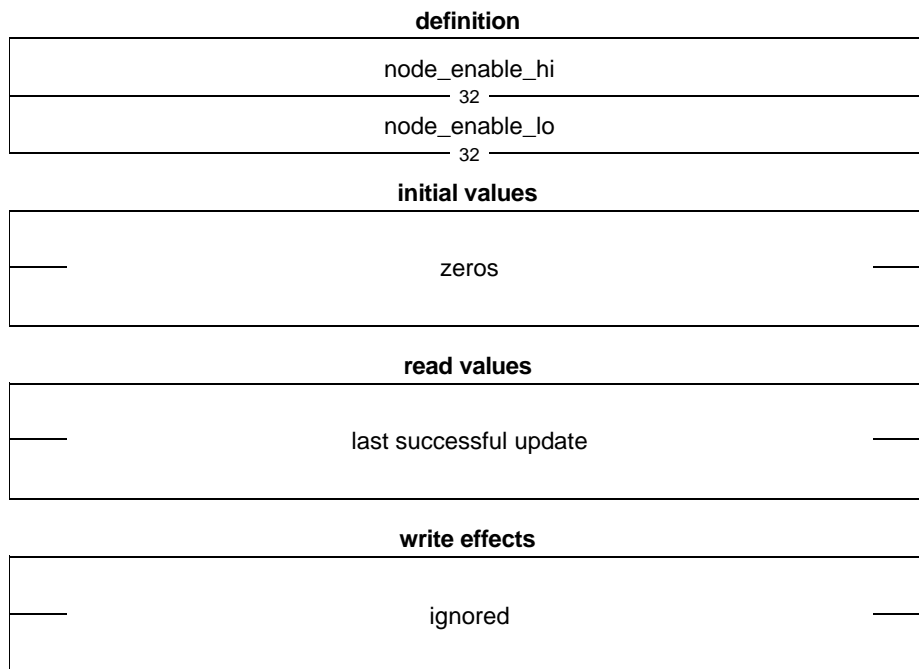 definition
node_enable_hi
32
node_enable_lo
32
initial values
zeros
read values
last successful update
write effects
ignored